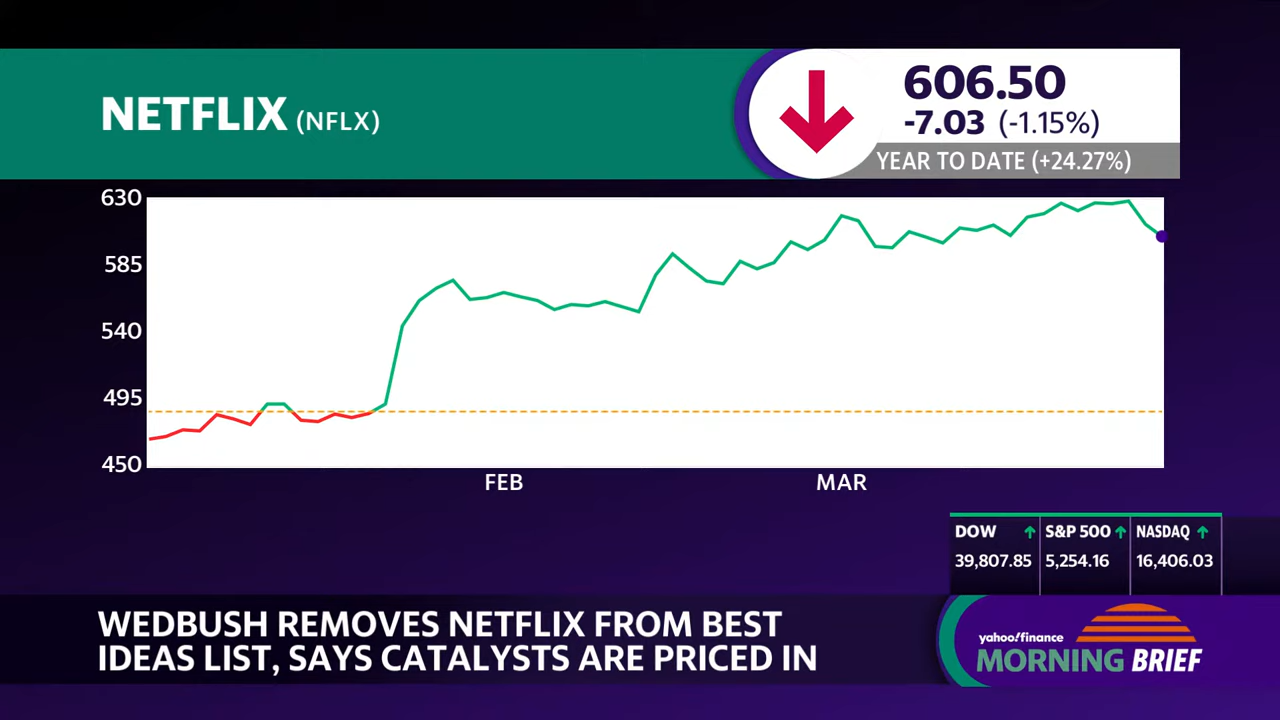 NETFLIX (NFLX)
606.50
-7.03 (-1.15%)
YEAR TO DATE (+24.27%)
630
585
540
495
450
FEB MAR
DOW S&P 500 NASDAQ
39,807.85 5,254.16 16,406.03
WEDBUSH REMOVES NETFLIX FROM BEST
IDEAS LIST, SAYS CATALYSTS ARE PRICED IN
yahoo!finance
MORNING BRIEF